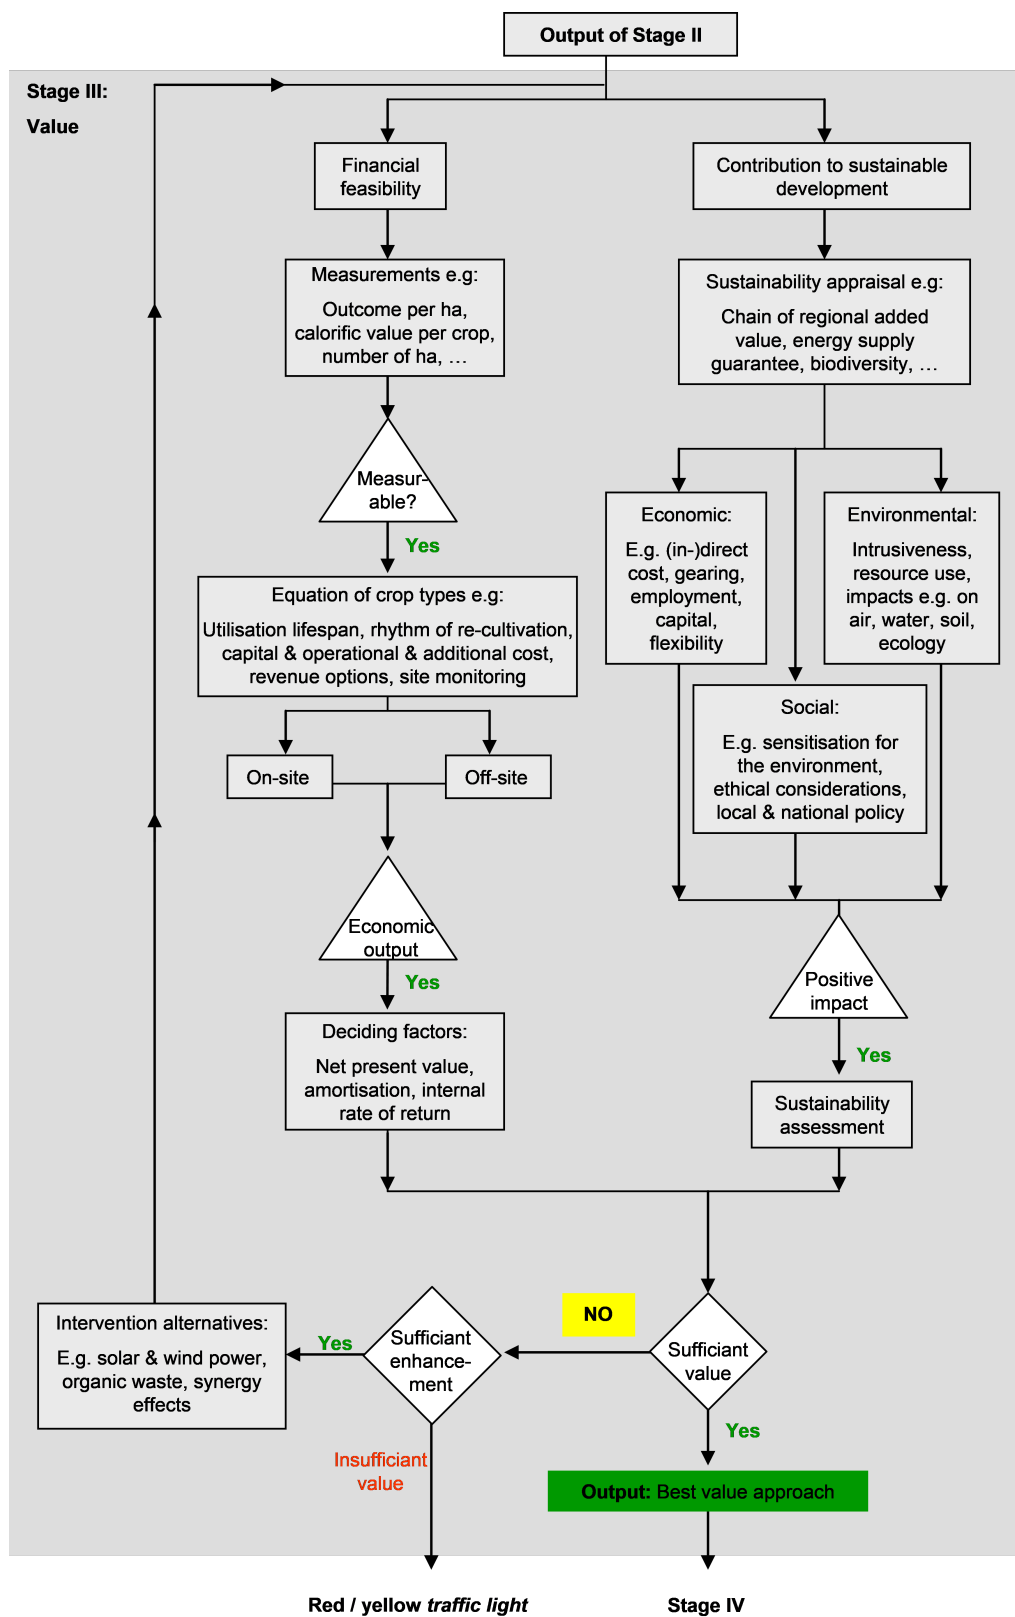 Output of Stage II
Stage III:
Value
Financial
feasibility
Contribution to sustainable
development
Measurements e.g:
Outcome per ha,
calorific value per crop,
number of ha, …
Sustainability appraisal e.g:
Chain of regional added
value, energy supply
guarantee, biodiversity, …
Measur-
able?
Yes
Economic:
E.g. (in-)direct
cost, gearing,
employment,
capital,
flexibility
Environmental:
Intrusiveness,
resource use,
impacts e.g. on
air, water, soil,
ecology
Equation of crop types e.g:
Utilisation lifespan, rhythm of re-cultivation,
capital & operational & additional cost,
revenue options, site monitoring
Social:
E.g. sensitisation for
the environment,
ethical considerations,
local & national policy
On-site
Off-site
Economic
output
Yes
Positive
impact
Yes
Deciding factors:
Net present value,
amortisation, internal
rate of return
Sustainability
assessment
Intervention alternatives:
E.g. solar & wind power,
organic waste, synergy
effects
Yes
Sufficient
enhance-
ment
NO
Sufficient
value
Yes
Insufficient
value
Output: Best value approach
Red / yellow traffic light
Stage IV